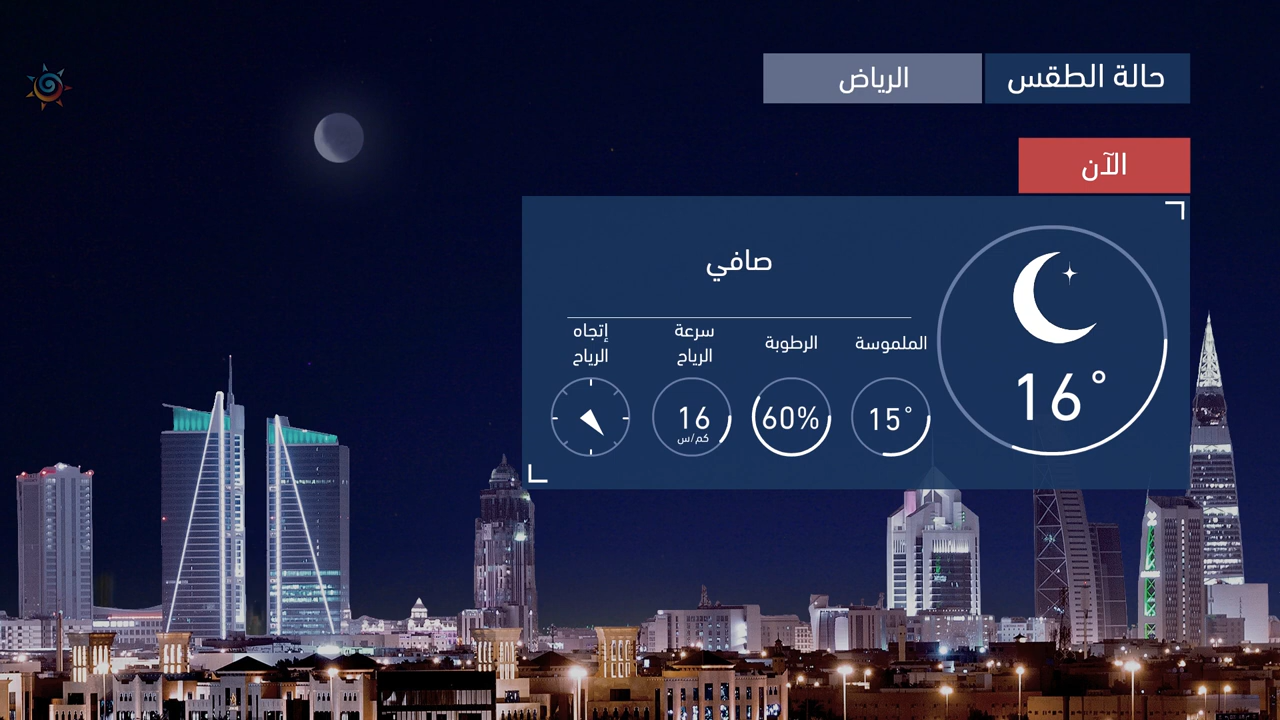 حالة الطقس
الرياض
الآن
صافي
16°
الملموسة
15°
الرطوبة
60%
سرعة
الرياح
16
كم/س
إتجاه
الرياح